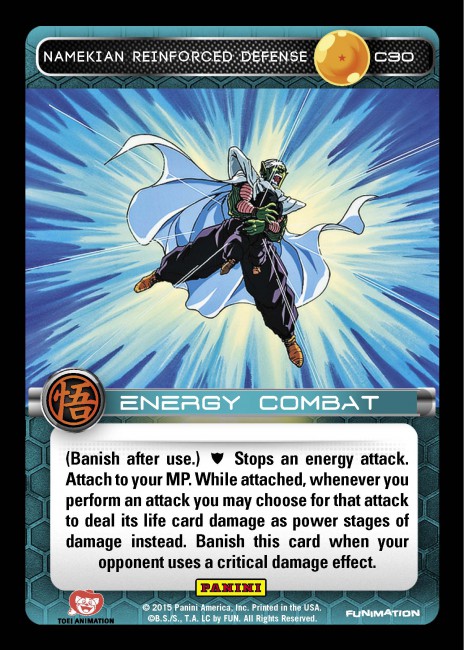 NAMEKIAN REINFORCED DEFENSE C30
悟 ENERGY COMBAT
(Banish after use.) Stops an energy attack.
Attach to your MP. While attached, whenever you
perform an attack you may choose for that attack
to deal its life card damage as power stages of
damage instead. Banish this card when your
opponent uses a critical damage effect.
PANINI
© 2015 Panini America, Inc. Printed in the USA.
©B.S./S., T.A. LC by FUN. All Rights Reserved.
TOEI ANIMATION
FUNIMATION